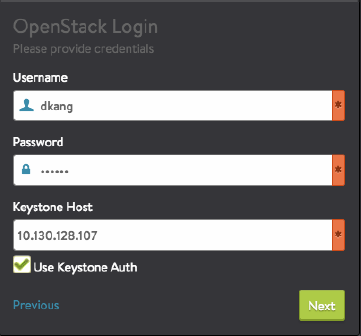 OpenStack Login
Please provide credentials
Username
dkang *
Password
...... *
Keystone Host
10.130.128.107 *
Use Keystone Auth
Previous
Next